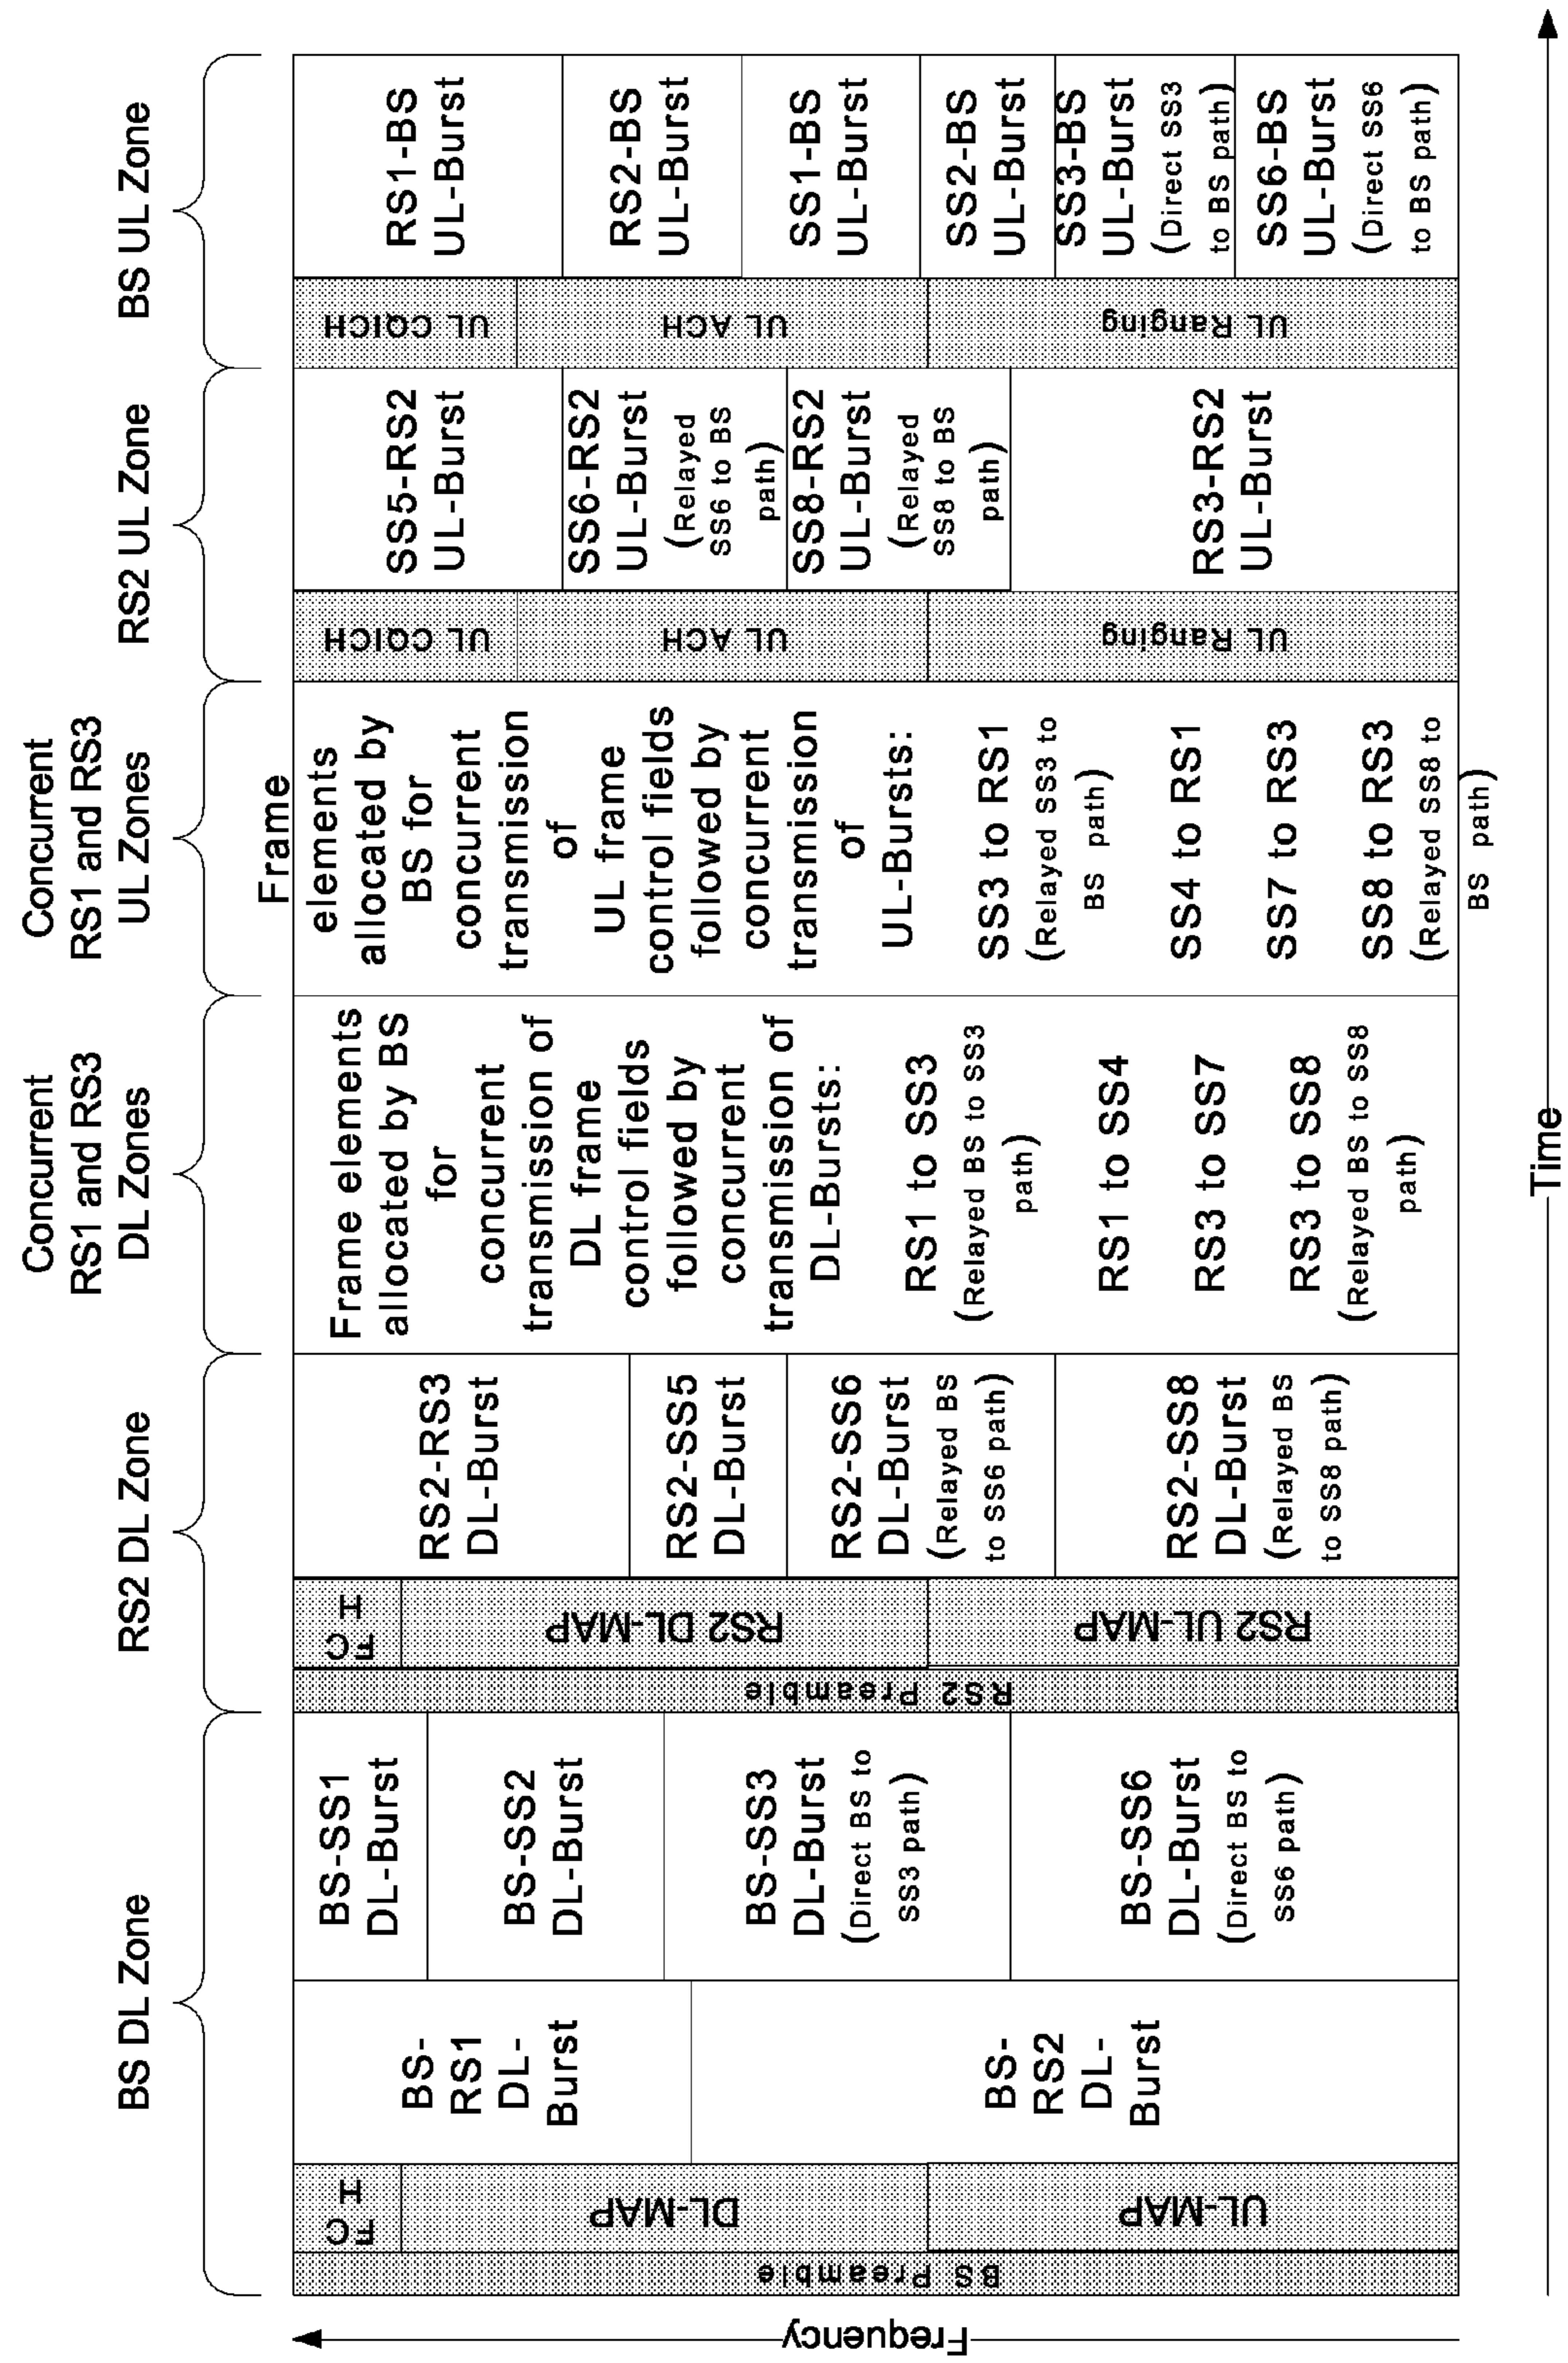 BS DL Zone
RS2 DL Zone
Concurrent
RS1 and RS3
DL Zones
Concurrent
RS1 and RS3
UL Zones
RS2 UL Zone
BS UL Zone
Frequency
BS Preamble
FC
H
DL-MAP
UL-MAP
BS-
RS1
DL-
Burst
BS-
RS2
DL-
Burst
BS-SS1
DL-Burst
BS-SS2
DL-Burst
BS-SS3
DL-Burst
(Direct BS to
SS3 path)
BS-SS6
DL-Burst
(Direct BS to
SS6 path)
RS2 Preamble
FC
H
RS2 DL-MAP
RS2 UL-MAP
RS2-RS3
DL-Burst
RS2-SS5
DL-Burst
RS2-SS6
DL-Burst
(Relayed BS
to SS6 path)
RS2-SS8
DL-Burst
(Relayed BS
to SS8 path)
Frame elements
allocated by BS
for
concurrent
transmission of
DL frame
control fields
followed by
concurrent
transmission of
DL-Bursts:
RS1 to SS3
(Relayed BS to SS3
path)
RS1 to SS4
RS3 to SS7
RS3 to SS8
(Relayed BS to SS8
path)
Frame
elements
allocated by
BS for
concurrent
transmission
of
UL frame
control fields
followed by
concurrent
transmission
of
UL-Bursts:
SS3 to RS1
(Relayed SS3 to
BS path)
SS4 to RS1
SS7 to RS3
SS8 to RS3
(Relayed SS8 to
BS path)
UL CQICH
UL ACH
UL Ranging
SS5-RS2
UL-Burst
SS6-RS2
UL-Burst
(Relayed
SS6 to BS
path)
SS8-RS2
UL-Burst
(Relayed
SS8 to BS
path)
RS3-RS2
UL-Burst
UL CQICH
UL ACH
UL Ranging
RS1-BS
UL-Burst
RS2-BS
UL-Burst
SS1-BS
UL-Burst
SS2-BS
UL-Burst
SS3-BS
UL-Burst
(Direct SS3
to BS path)
SS6-BS
UL-Burst
(Direct SS6
to BS path)
Time